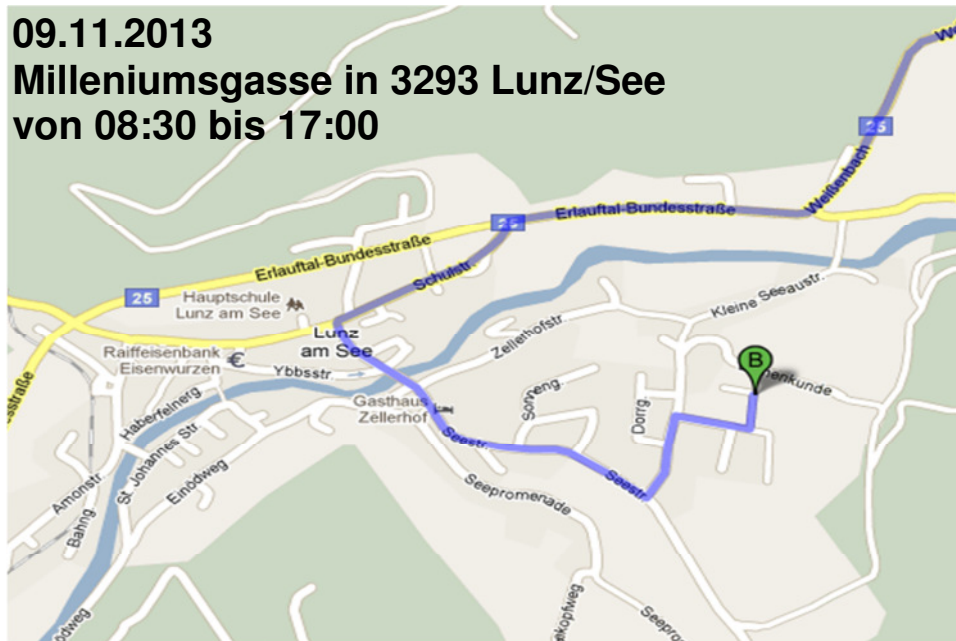 09.11.2013
Milleniumsgasse in 3293 Lunz/See
von 08:30 bis 17:00
25
Weißenbach
25
Erlauftal-Bundesstraße
Erlauftal-Bundesstraße
Schulstr.
25
Hauptschule
Lunz am See
Kleine Seeaustr.
Lunz
am See
Zellerhofstr.
Raiffeisenbank
Eisenwurzen
€
Ybbsstr.
B
Gasthaus
Zellerhof
Sonneng.
Dorrg.
Haberfelnerg
St. Johannes Str.
Seestr.
Seestr.
Einödweg
Seepromenade
Amonstr.
Bahng.